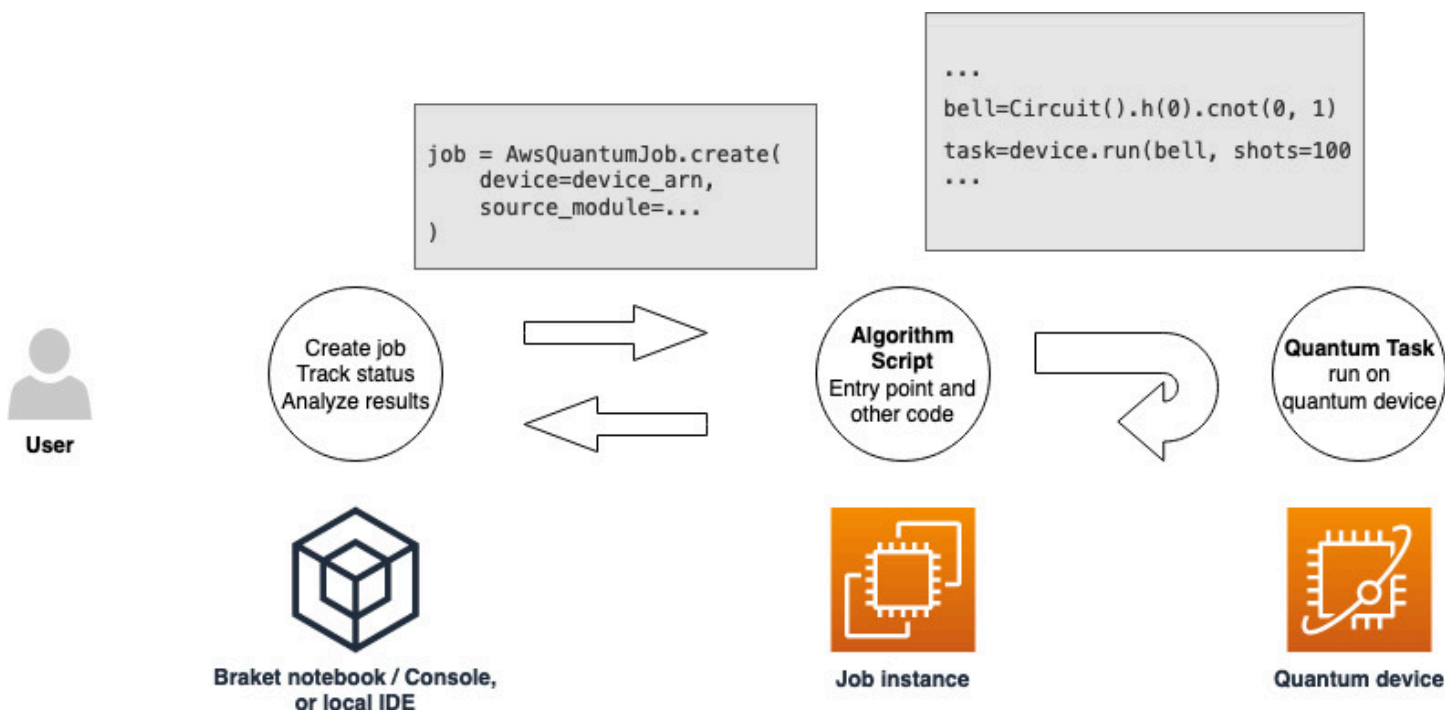 ...
bell=Circuit().h(0).cnot(0, 1)
task=device.run(bell, shots=100
...
job = AwsQuantumJob.create(
    device=device_arn,
    source_module=...
)
User
Create job
Track status
Analyze results
Algorithm
Script
Entry point and
other code
Quantum Task
run on
quantum device
Braket notebook / Console,
or local IDE
Job instance
Quantum device